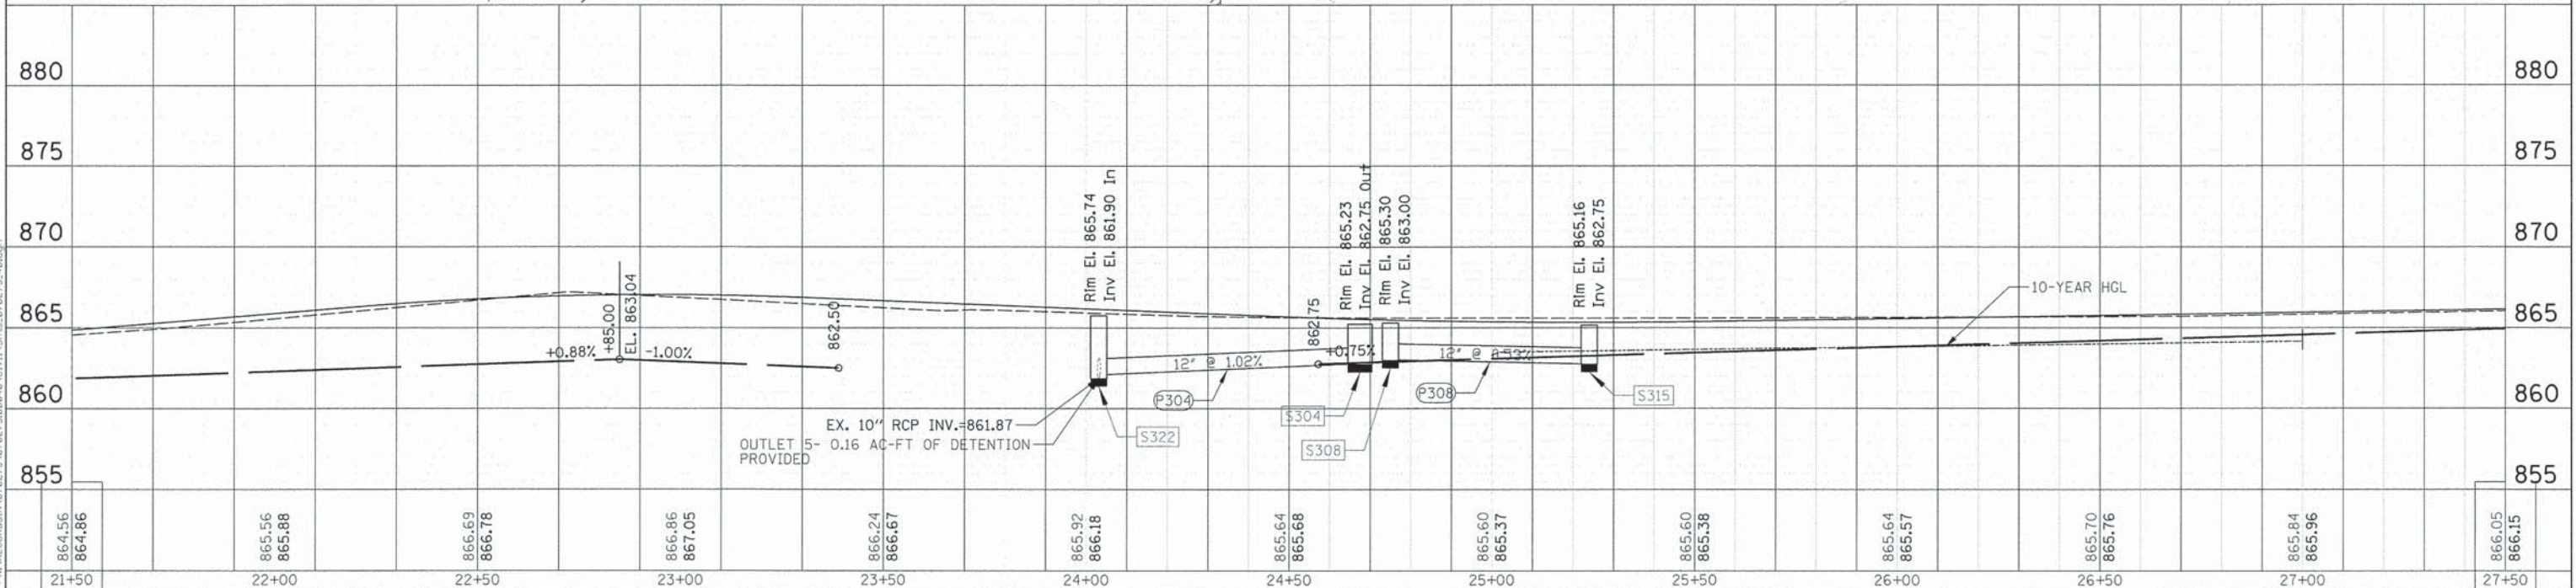 880
880
875
875
870
870
865
865
860
860
855
855
+0.88%
+85.00
EL. 863.04
-1.00%
862.50
Rim El. 865.74
Inv El. 861.90 In
862.75
Rim El. 865.23
Inv El. 862.75 Out
Rim El. 865.30
Inv El. 863.00
Rim El. 865.16
Inv El. 862.75
10-YEAR HGL
12" @ 1.02%
+0.75%
12" @ 0.53%
P304
P308
S304
S308
S315
S322
EX. 10" RCP INV.=861.87
OUTLET 5- 0.16 AC-FT OF DETENTION
PROVIDED
864.56
864.86
865.56
865.88
866.69
866.78
866.86
867.05
866.24
866.67
865.92
866.18
865.64
865.68
865.60
865.37
865.60
865.38
865.64
865.57
865.70
865.76
865.84
865.96
866.05
866.15
21+50
22+00
22+50
23+00
23+50
24+00
24+50
25+00
25+50
26+00
26+50
27+00
27+50